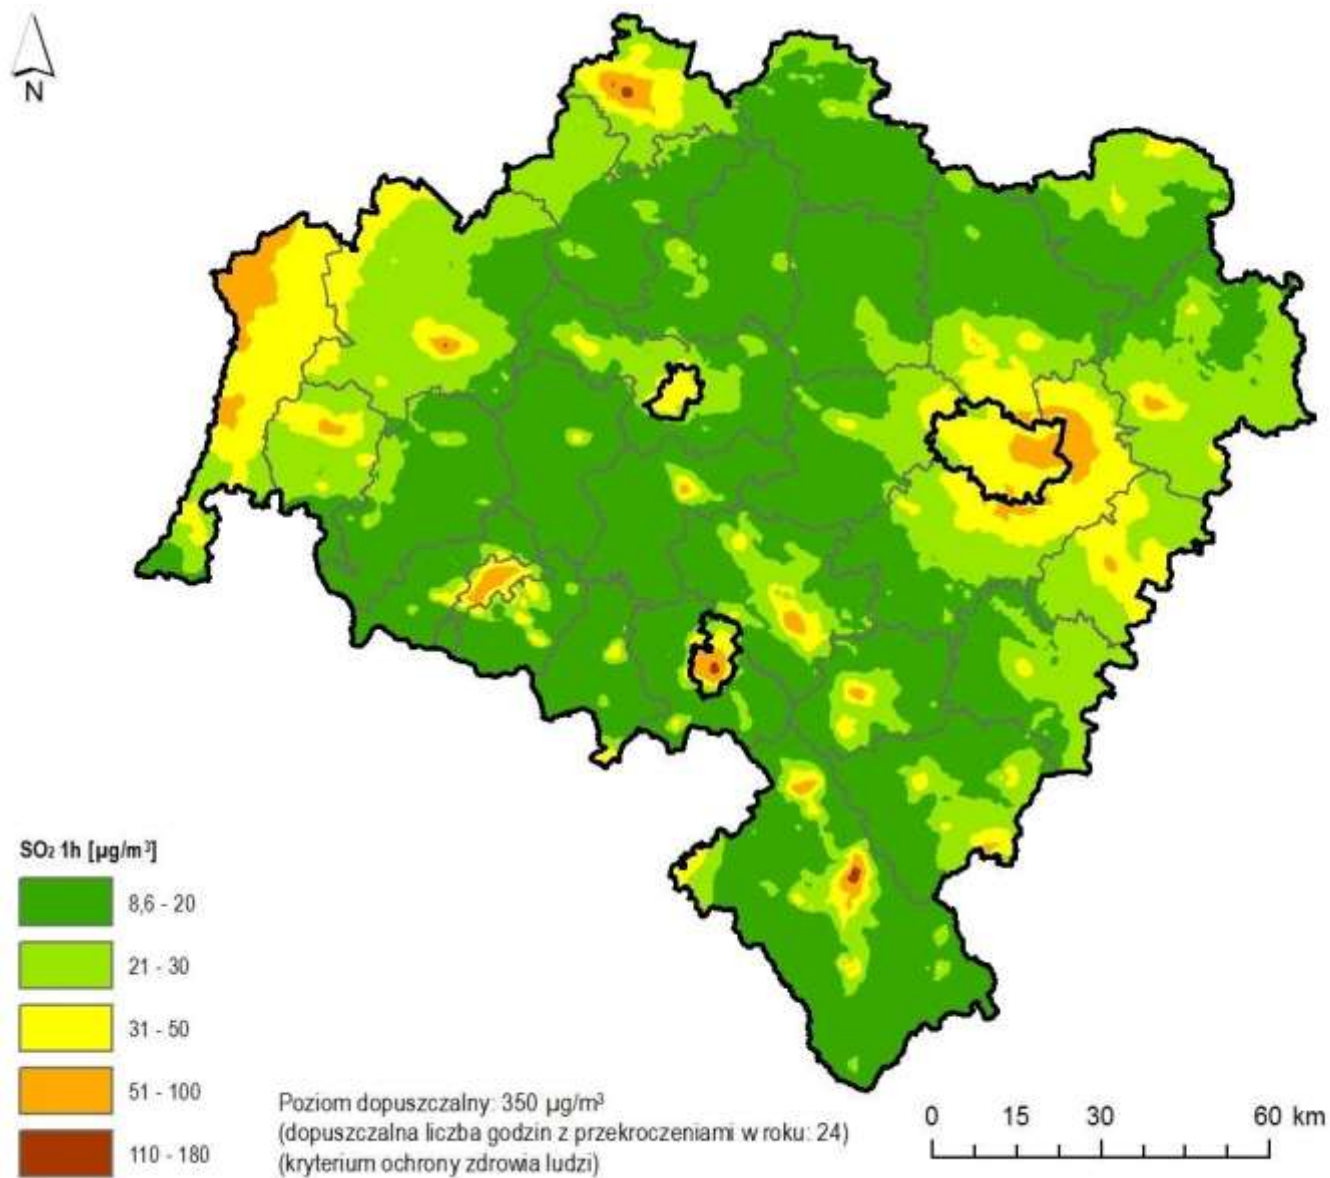 N
SO₂ 1h [µg/m³]
8,6 - 20
21 - 30
31 - 50
51 - 100
110 - 180
Poziom dopuszczalny: 350 µg/m³
(dopuszczalna liczba godzin z przekroczeniami w roku: 24)
(kryterium ochrony zdrowia ludzi)
0 15 30 60 km